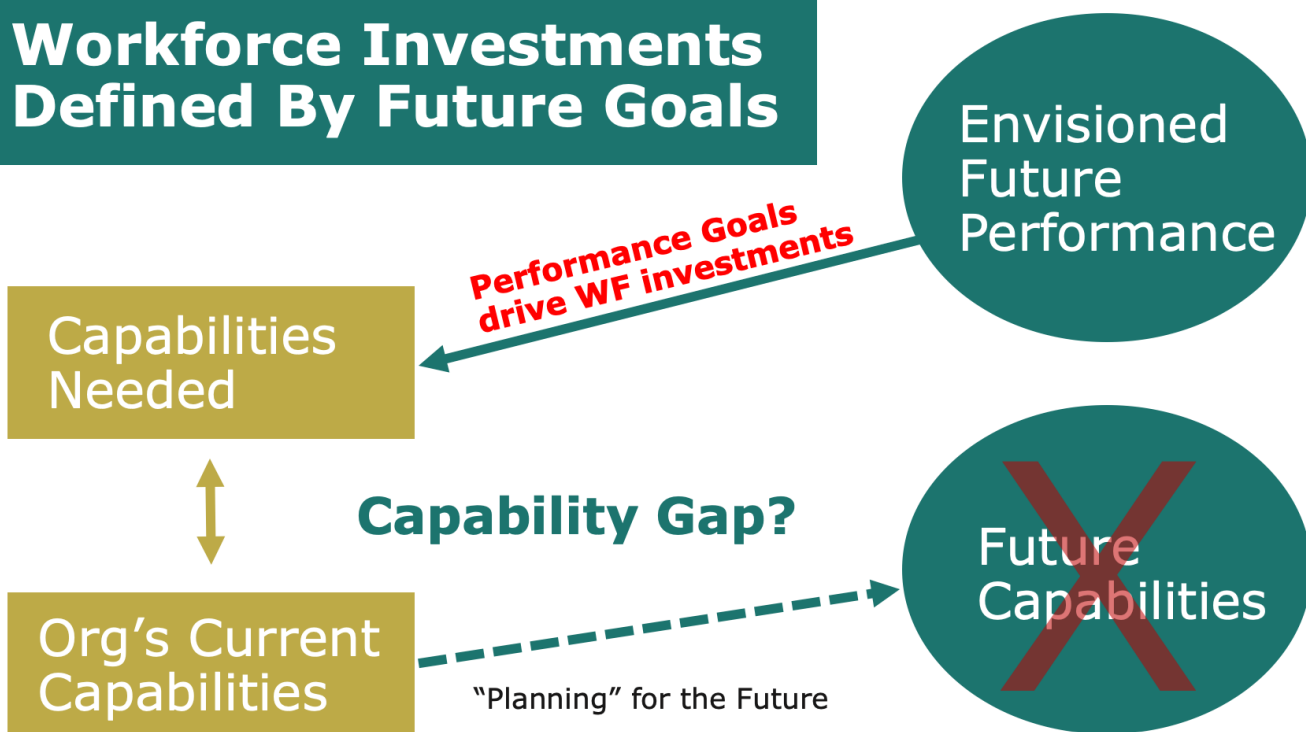 Workforce Investments
Defined By Future Goals
Envisioned
Future
Performance
Performance Goals
drive WF investments
Capabilities
Needed
Capability Gap?
Future
Capabilities
Org’s Current
Capabilities
“Planning” for the Future